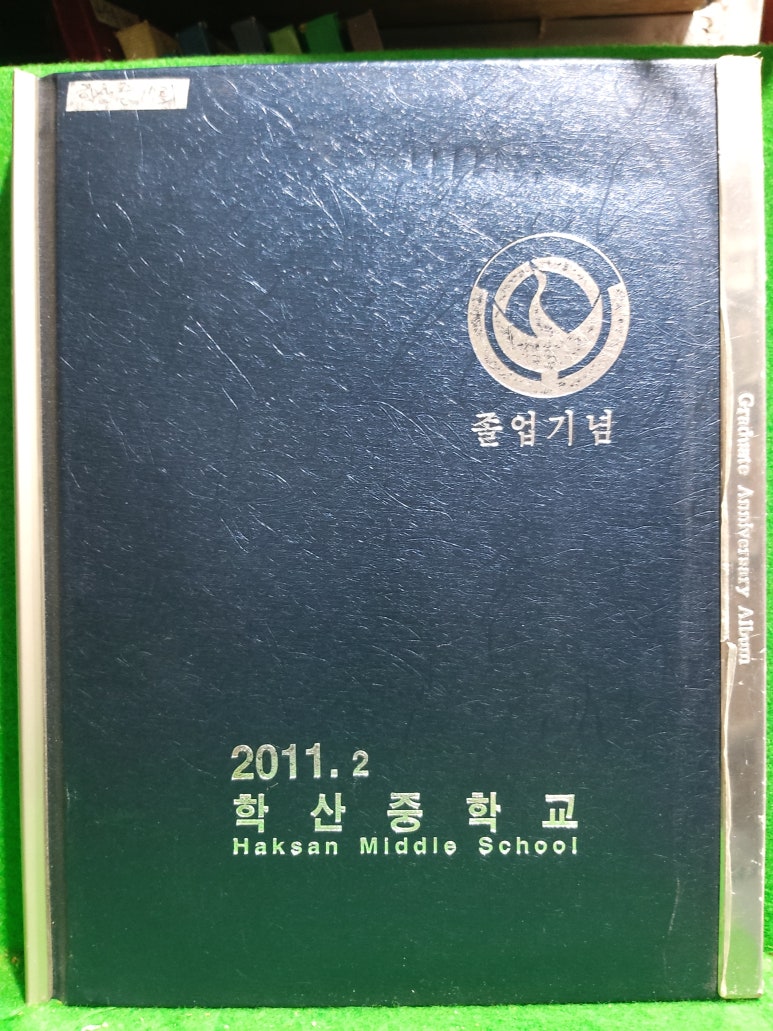 졸업기념
2011. 2
학산중학교
Haksan Middle School
Graduate Anniversary Album